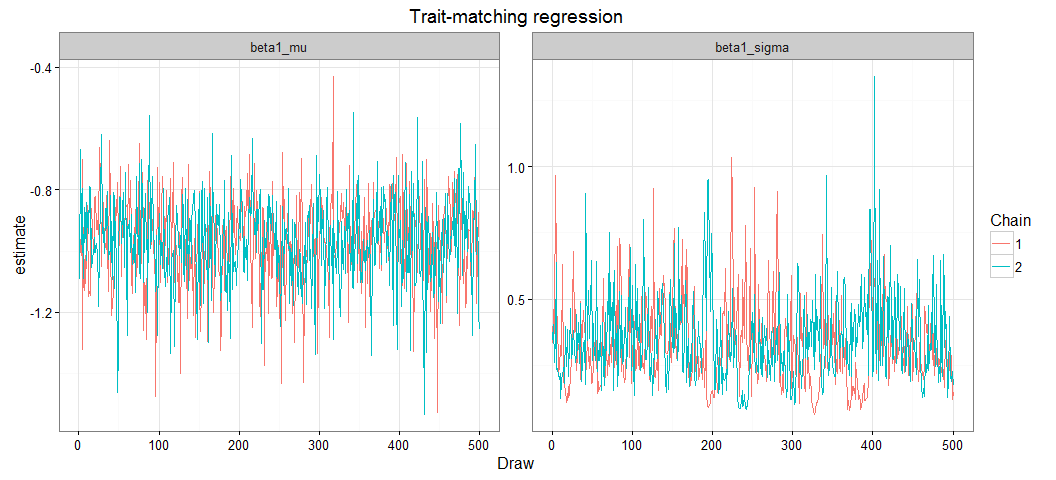 Trait-matching regression
beta1_mu
beta1_sigma
-0.4
-0.8
-1.2
1.0
0.5
estimate
0 100 200 300 400 500
0 100 200 300 400 500
Draw
Chain
1
2